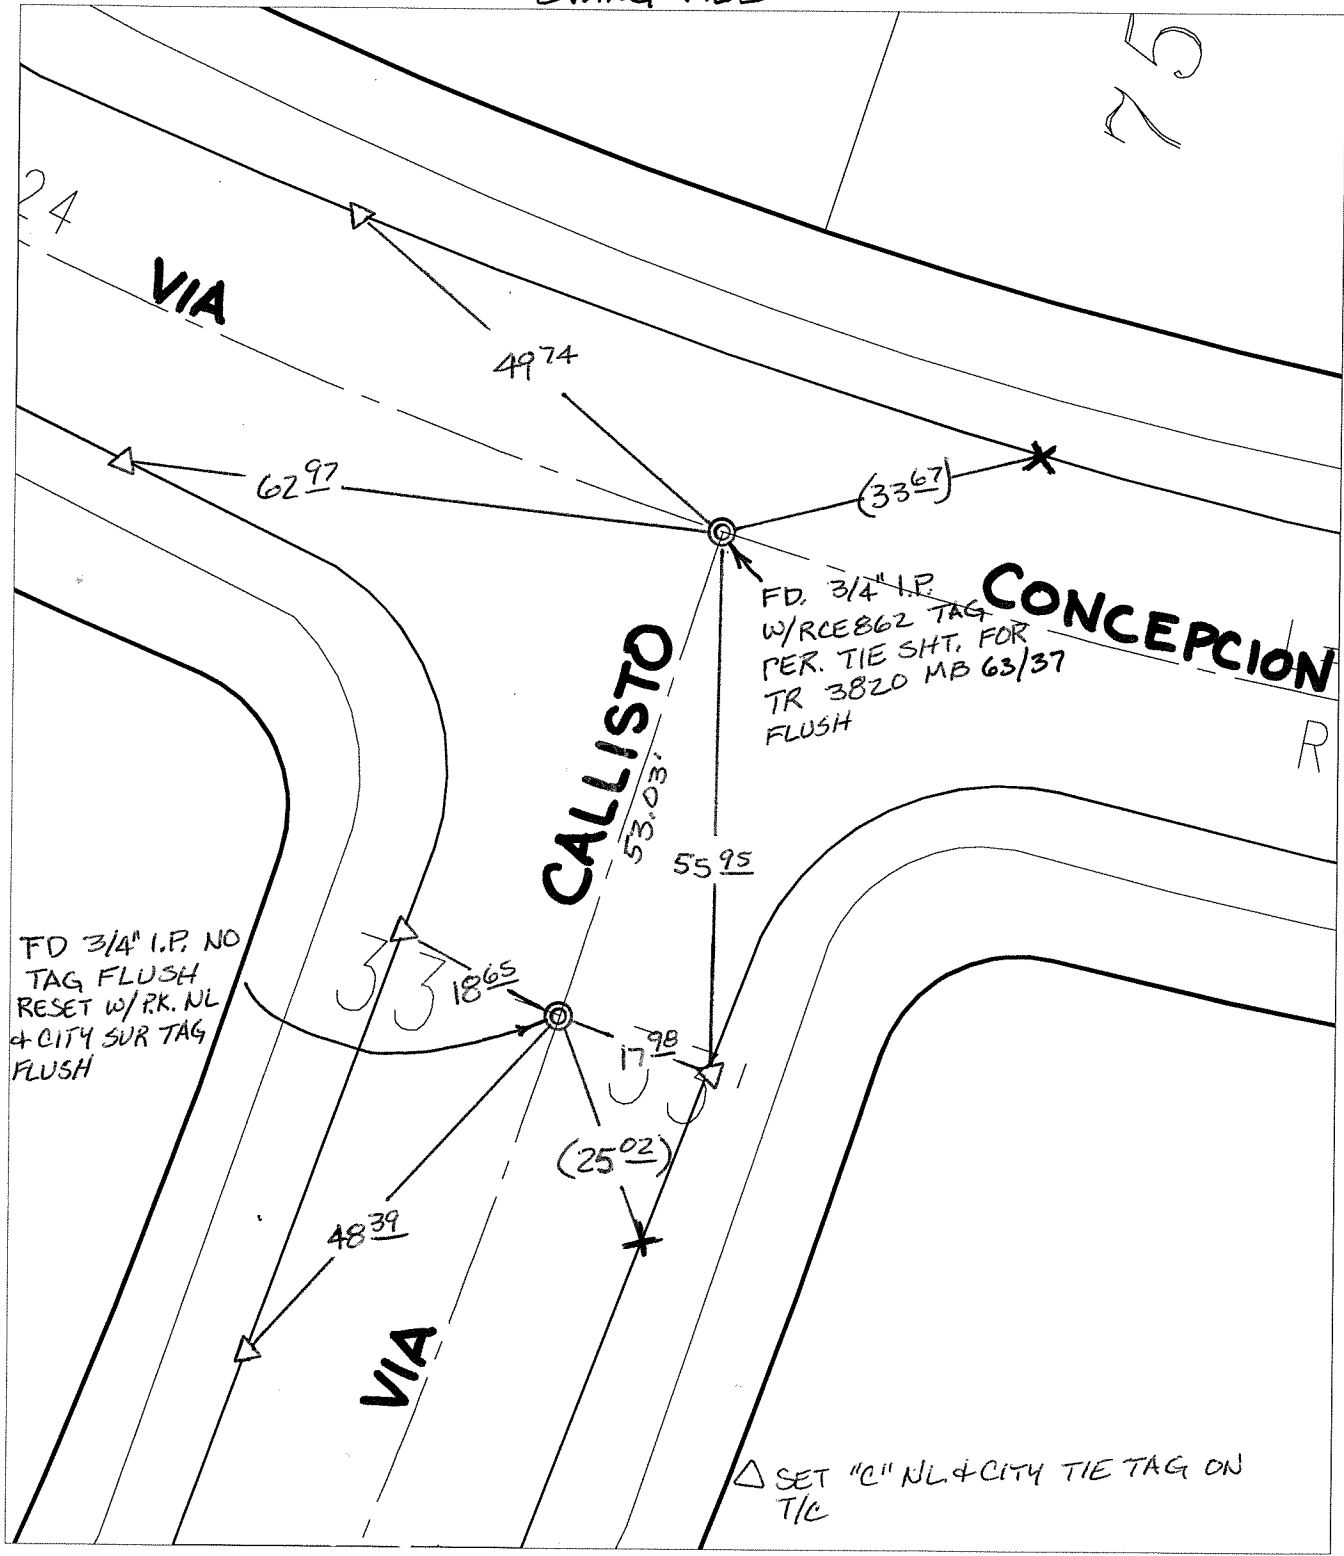 75
24
VIA
49 74
62 97
(33 67)
FD. 3/4" I.P.
W/RCE862 TAG
PER. TIE SHT. FOR
TR 3820 MB 63/37
FLUSH
CONCEPCION
R
CALLISTO
53.03'
55 95
FD 3/4" I.P. NO
TAG FLUSH
RESET W/P.K. NL
& CITY SUR TAG
FLUSH
33
18 65
17 98
(25 02)
48 39
VIA
△ SET "C" NL & CITY TIE TAG ON
T/C